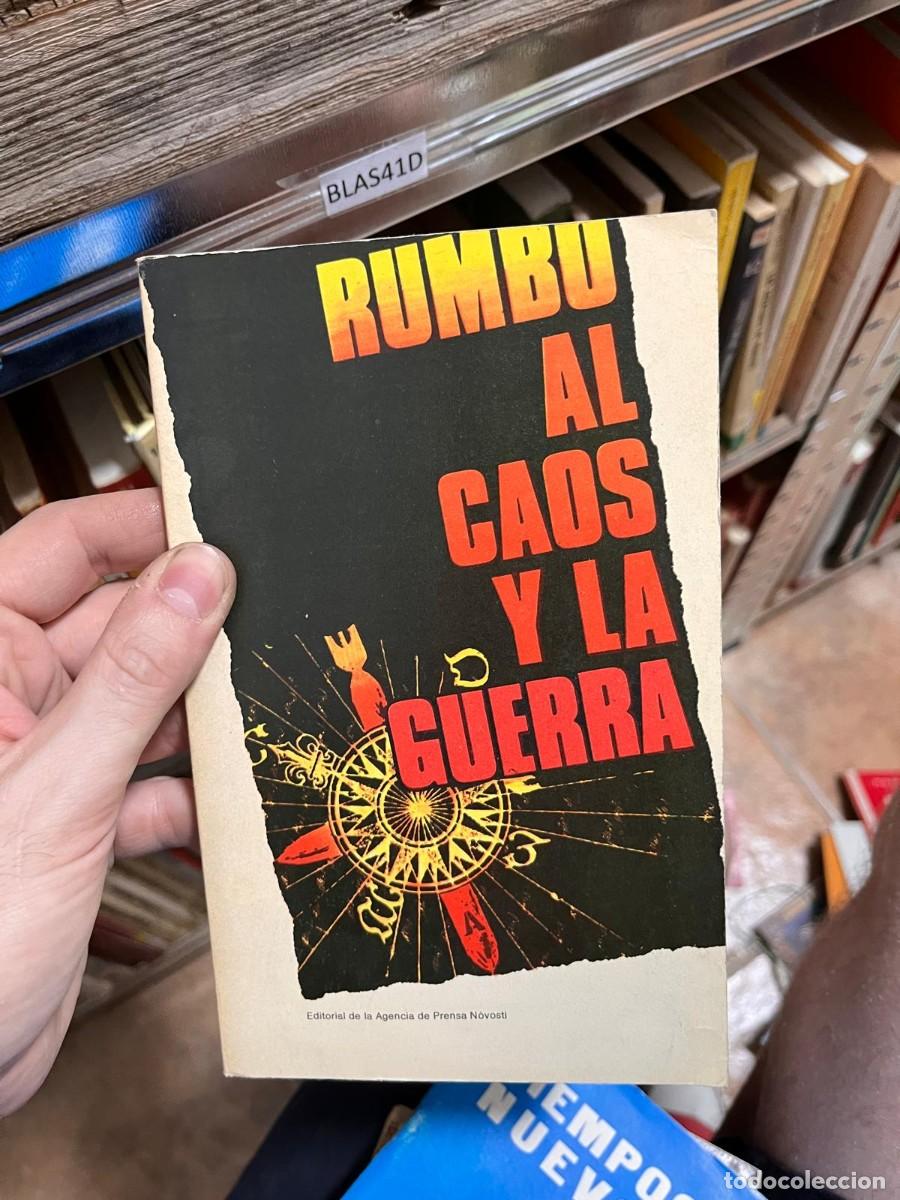 BLAS41D
RUMBO
AL
CAOS
Y LA
GUERRA
A
Editorial de la Agencia de Prensa Nóvosti
todocoleccion